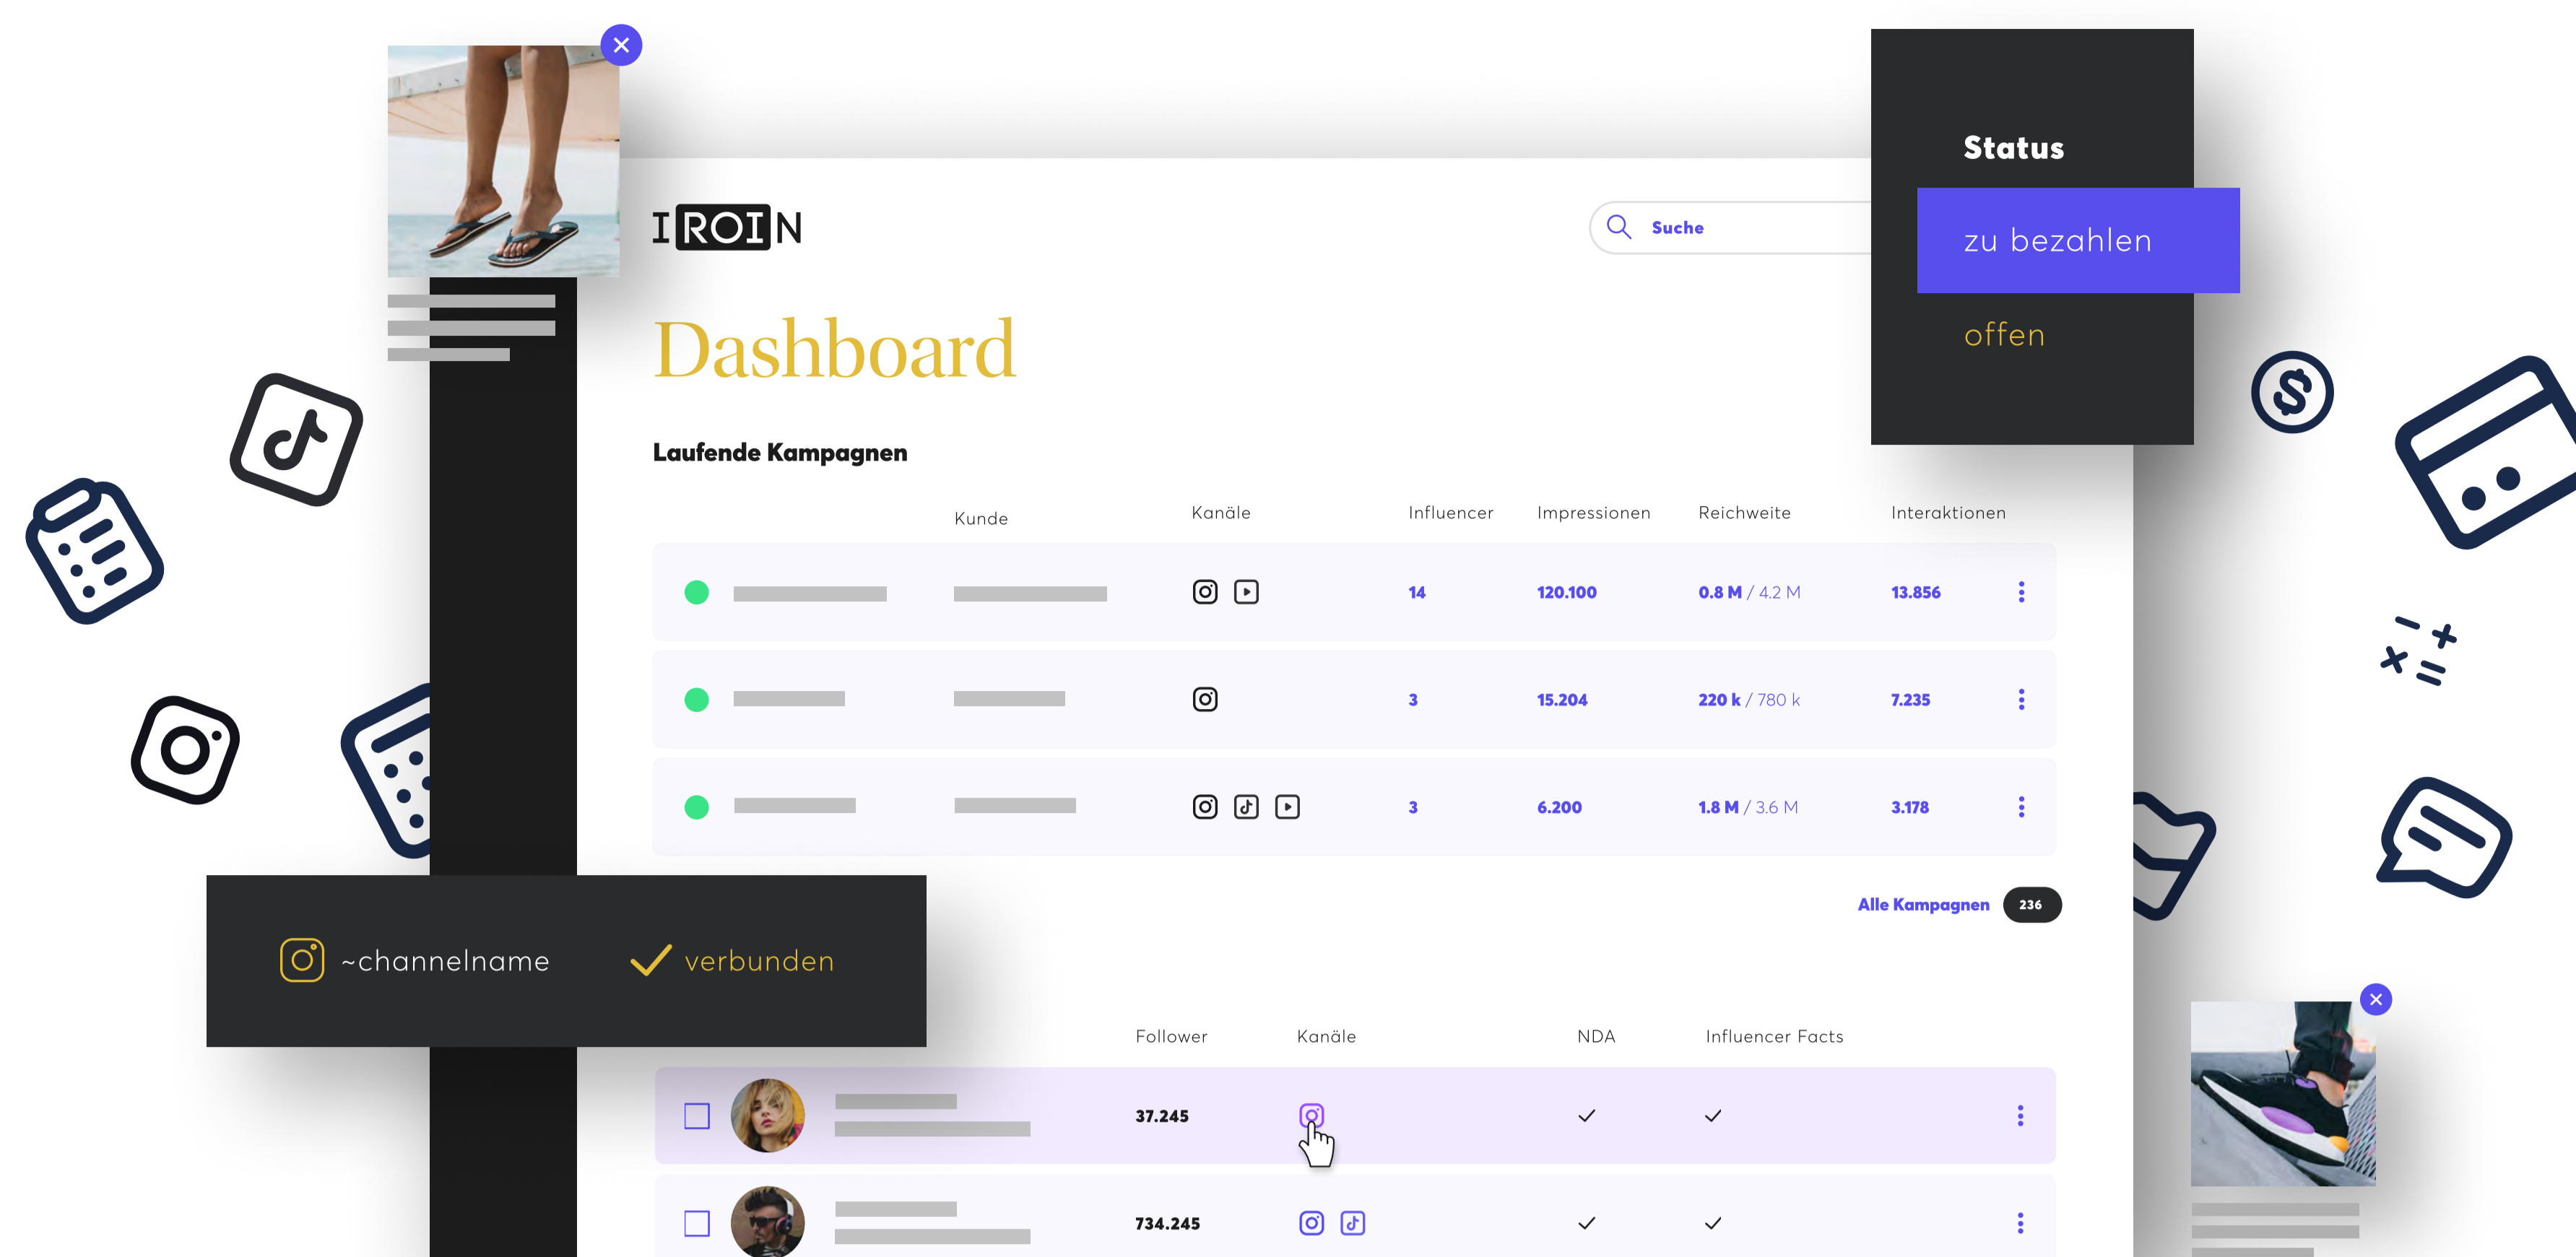 IROIN
Suche
Status
zu bezahlen
offen
Dashboard
Laufende Kampagnen
Kunde Kanäle Influencer Impressionen Reichweite Interaktionen
14 120.100 0.8 M / 4.2 M 13.856
3 15.204 220 k / 780 k 7.235
3 6.200 1.8 M / 3.6 M 3.178
Alle Kampagnen 236
~channelname verbunden
Follower Kanäle NDA Influencer Facts
37.245
734.245